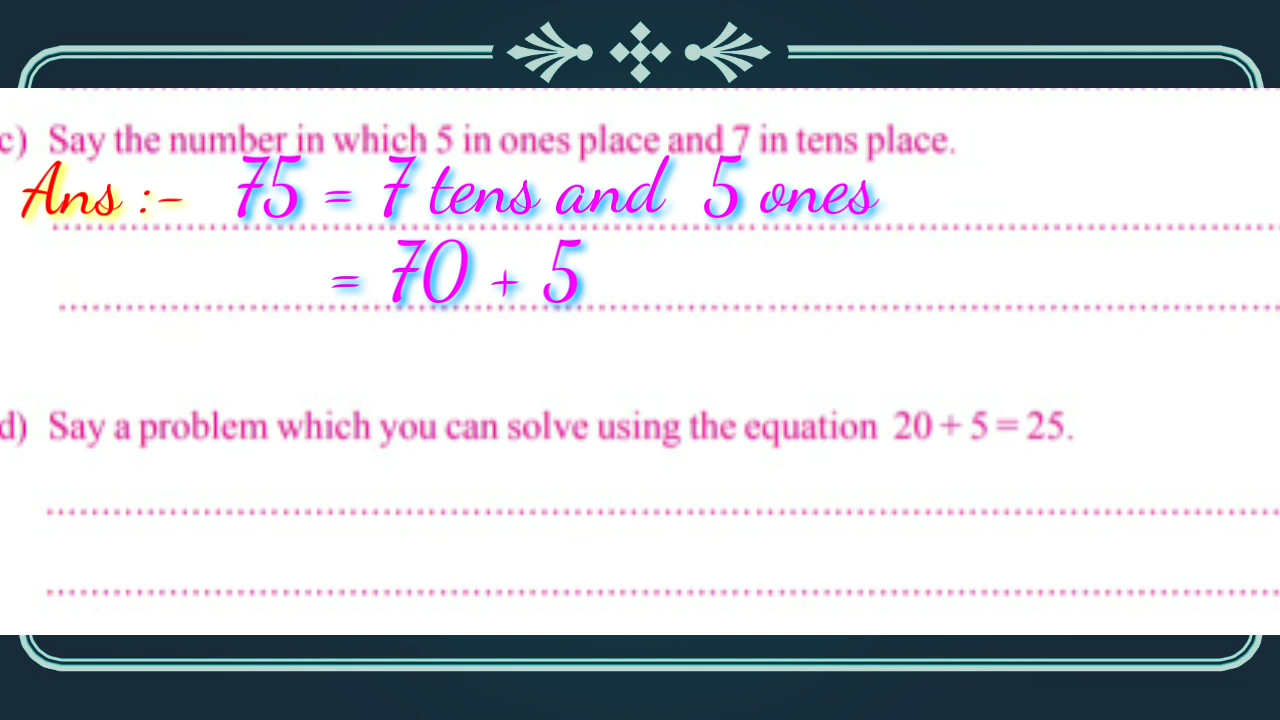 c) Say the number in which 5 in ones place and 7 in tens place.
Ans :- 75 = 7 tens and 5 ones
= 70 + 5
d) Say a problem which you can solve using the equation 20 + 5 = 25.